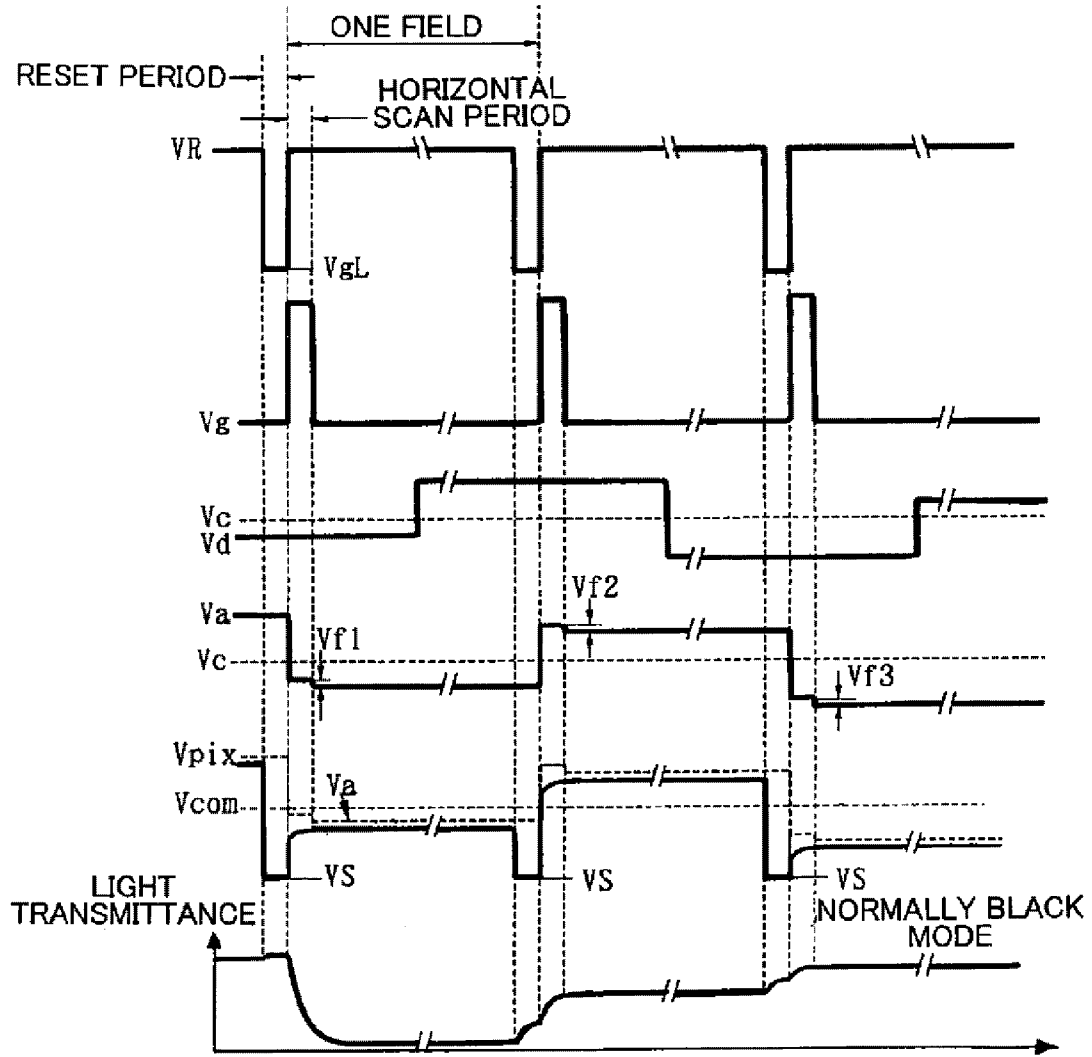 ONE FIELD
RESET PERIOD
HORIZONTAL
SCAN PERIOD
VR
VgL
Vg
Vc
Vd
Vf2
Va
Vf1
Vc
Vf3
Vpix
Va
Vcom
VS
VS
VS
LIGHT
TRANSMITTANCE
NORMALLY BLACK
MODE